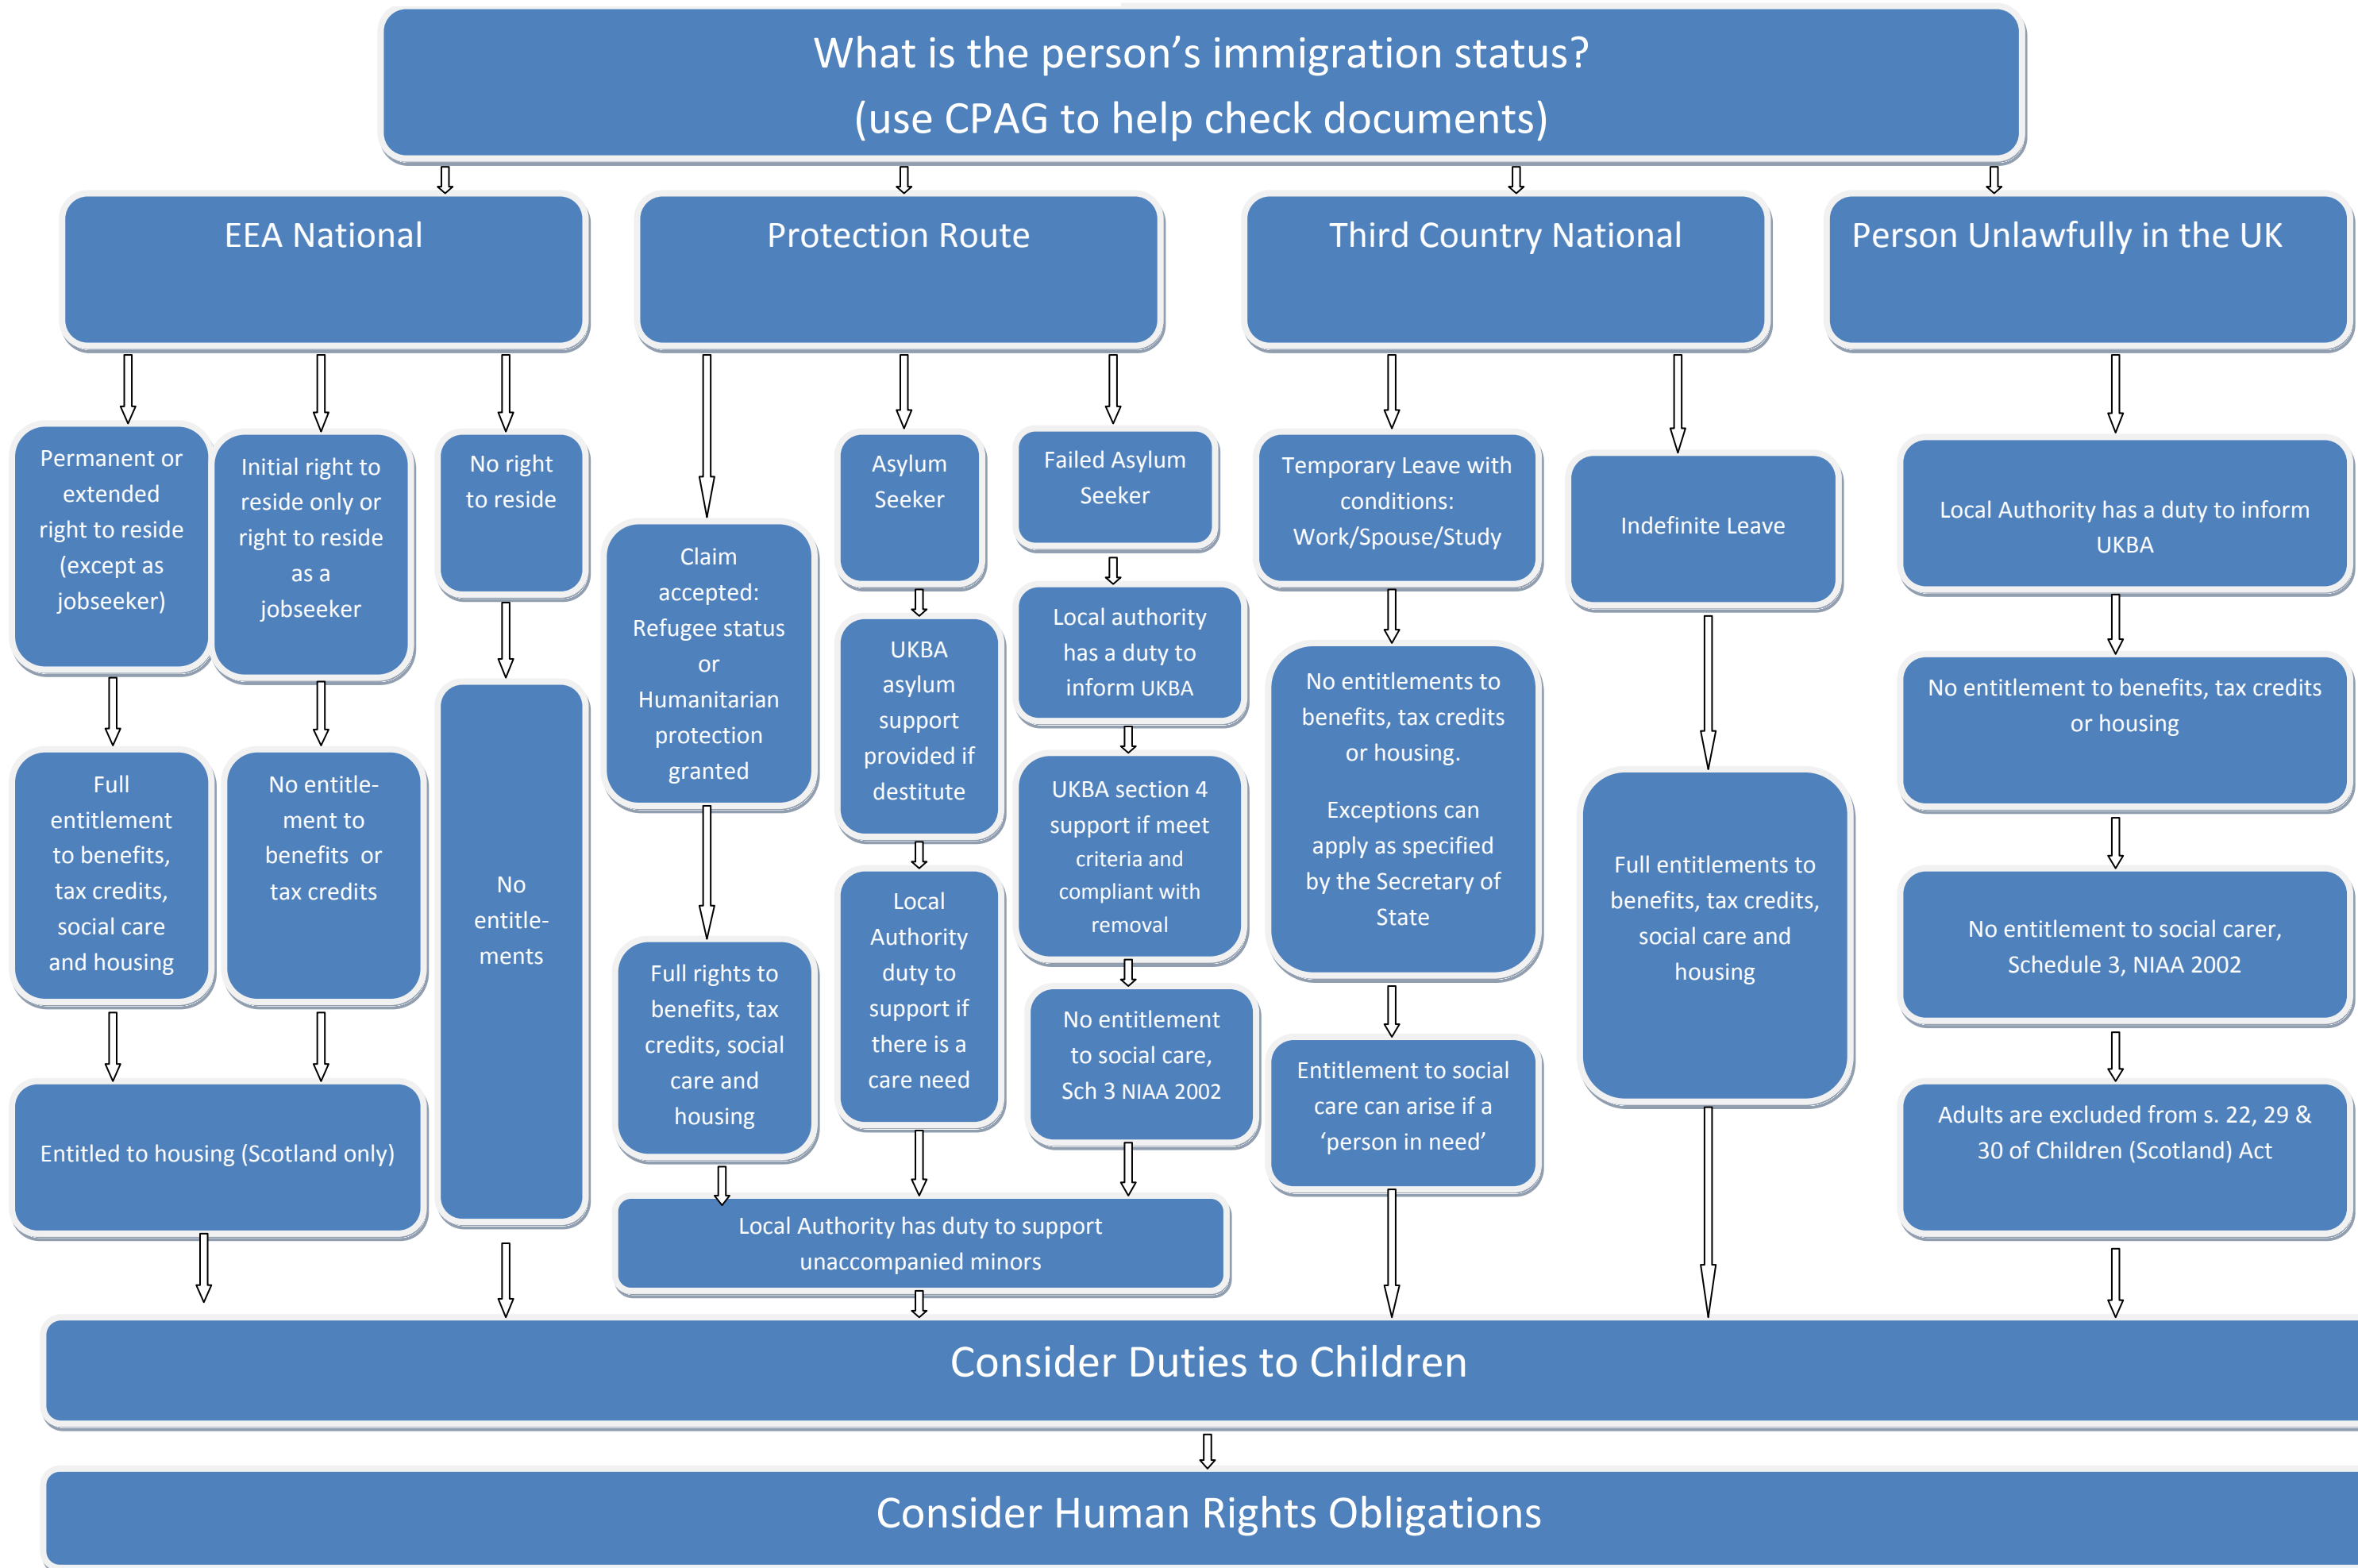 What is the person’s immigration status?
(use CPAG to help check documents)
EEA National
Protection Route
Third Country National
Person Unlawfully in the UK
Permanent or
extended
right to reside
(except as
jobseeker)
Initial right to
reside only or
right to reside
as a
jobseeker
No right
to reside
Full
entitlement
to benefits,
tax credits,
social care
and housing
No entitle-
ment to
benefits or
tax credits
No
entitle-
ments
Entitled to housing (Scotland only)
Claim
accepted:
Refugee status
or
Humanitarian
protection
granted
Full rights to
benefits, tax
credits, social
care and
housing
Asylum
Seeker
UKBA
asylum
support
provided if
destitute
Local
Authority
duty to
support if
there is a
care need
Failed Asylum
Seeker
Local authority
has a duty to
inform UKBA
UKBA section 4
support if meet
criteria and
compliant with
removal
No entitlement
to social care,
Sch 3 NIAA 2002
Local Authority has duty to support
unaccompanied minors
Temporary Leave with
conditions:
Work/Spouse/Study
No entitlements to
benefits, tax credits
or housing.
Exceptions can
apply as specified
by the Secretary of
State
Entitlement to social
care can arise if a
‘person in need’
Indefinite Leave
Full entitlements to
benefits, tax credits,
social care and
housing
Local Authority has a duty to inform
UKBA
No entitlement to benefits, tax credits
or housing
No entitlement to social carer,
Schedule 3, NIAA 2002
Adults are excluded from s. 22, 29 &
30 of Children (Scotland) Act
Consider Duties to Children
Consider Human Rights Obligations